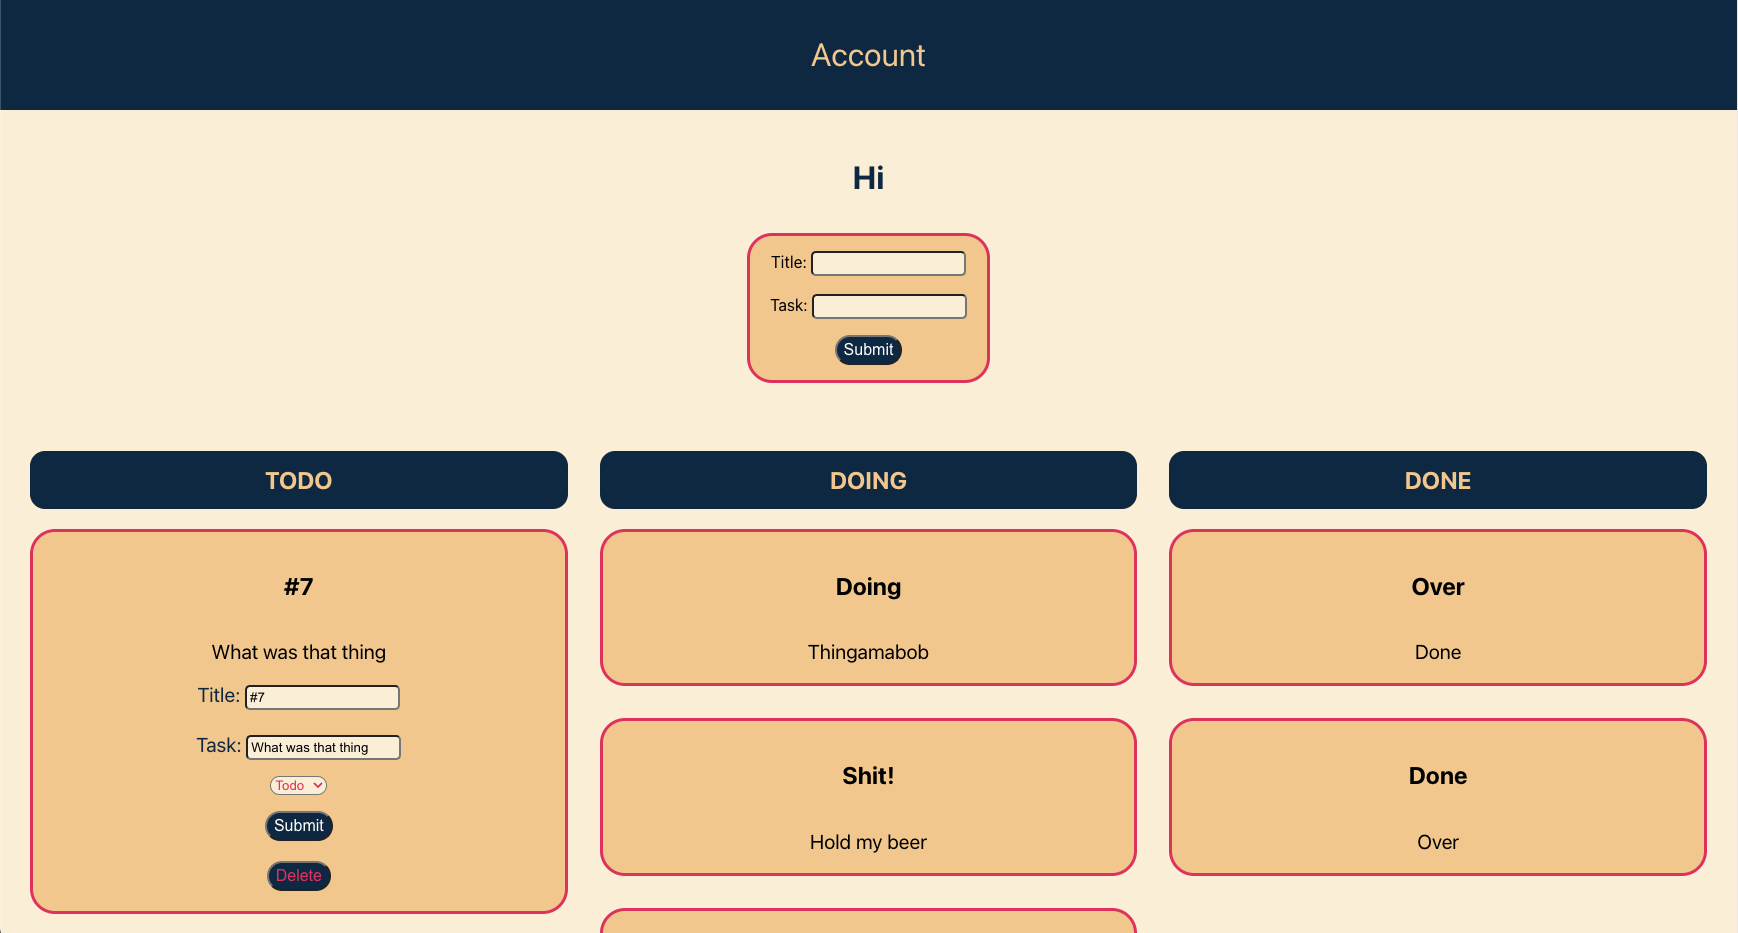 Account
Hi
Title:
Task:
Submit
TODO
#7
What was that thing
Title: #7
Task: What was that thing
Todo
Submit
Delete
DOING
Doing
Thingamabob
Shit!
Hold my beer
DONE
Over
Done
Done
Over